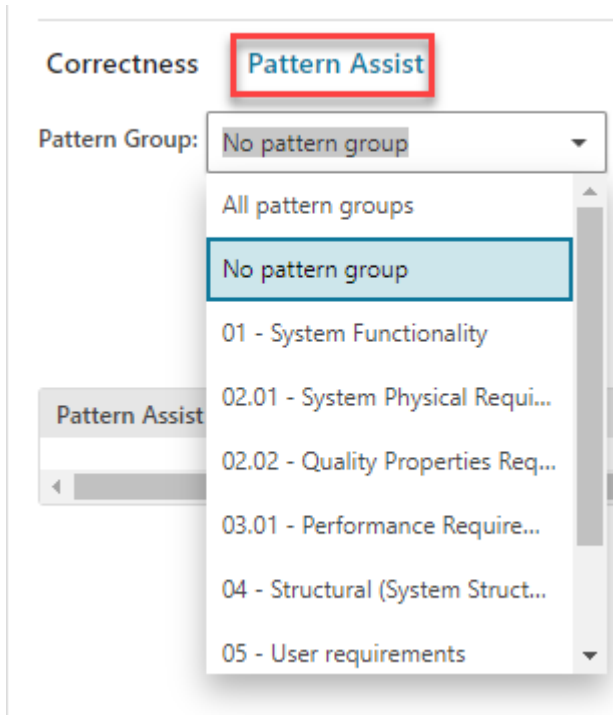 Correctness Pattern Assist
Pattern Group: No pattern group
All pattern groups
No pattern group
01 - System Functionality
02.01 - System Physical Requi...
Pattern Assist
02.02 - Quality Properties Req...
03.01 - Performance Require...
04 - Structural (System Struct...
05 - User requirements